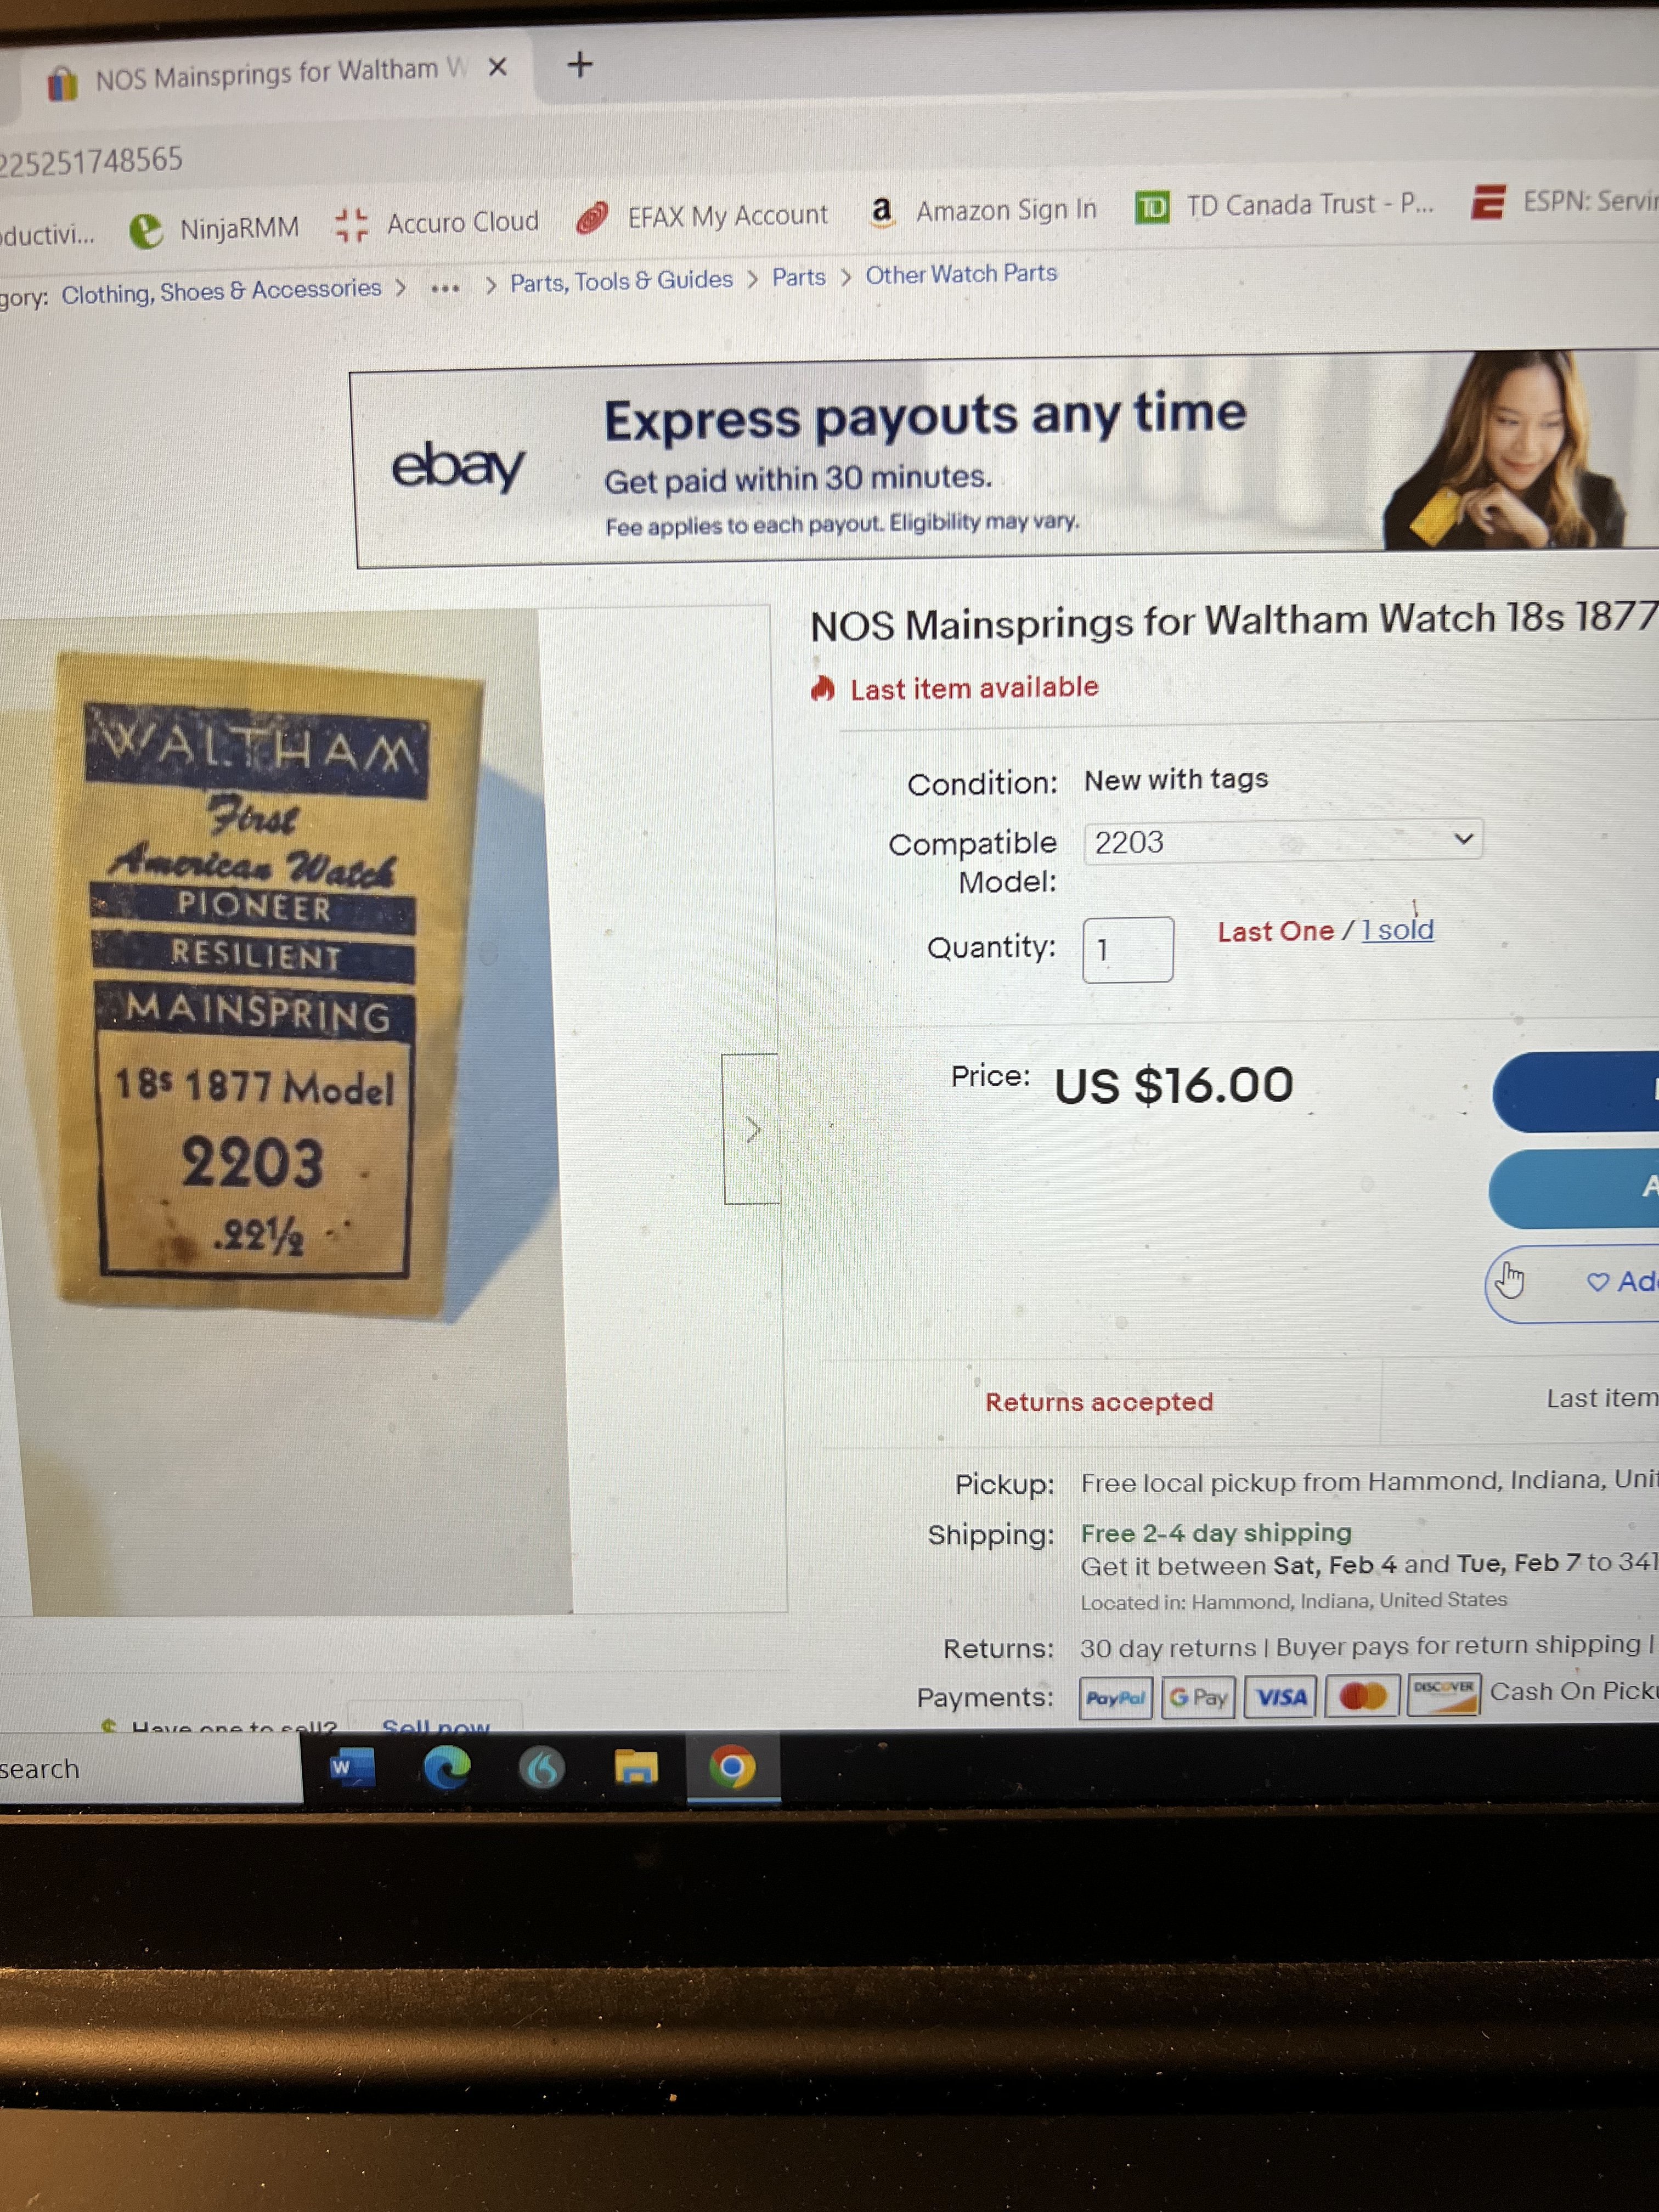 NOS Mainsprings for Waltham W
225251748565
NinjaRMM Accuro Cloud EFAX My Account a Amazon Sign In TD TD Canada Trust - P... ESPN:
Clothing, Shoes & Accessories > ... > Parts, Tools & Guides > Parts > Other Watch Parts
ebay
Express payouts any time
Get paid within 30 minutes.
Fee applies to each payout. Eligibility may vary.
WALTHAM
First
American Watch
PIONEER
RESILIENT
MAINSPRING
18s 1877 Model
2203
.22½
NOS Mainsprings for Waltham Watch 18s 1877
Last item available
Condition: New with tags
Compatible Model: 2203
Quantity: 1 Last One / 1 sold
Price: US $16.00
Returns accepted
Last item
Pickup: Free local pickup from Hammond, Indiana,
Shipping: Free 2-4 day shipping
Get it between Sat, Feb 4 and Tue, Feb 7 to 341
Located in: Hammond, Indiana, United States
Returns: 30 day returns | Buyer pays for return shipping |
Payments: PayPal G Pay VISA DISCOVER Cash On
Have one to sell? Sell now
search
W